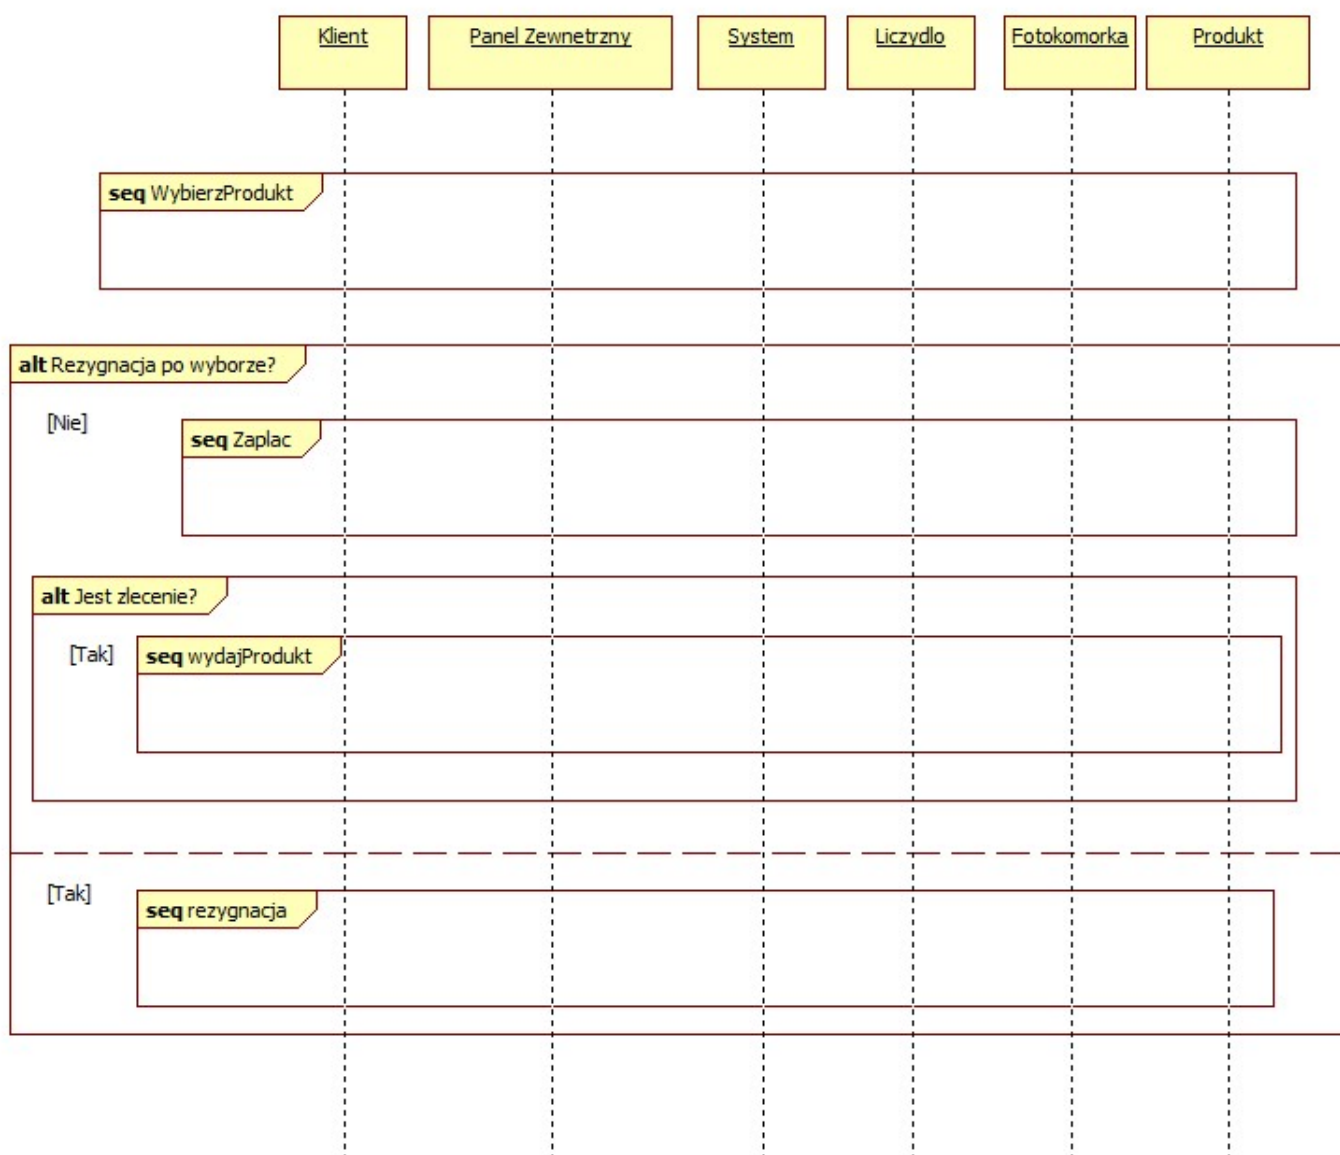 Klient
Panel Zewnetrzny
System
Liczydlo
Fotokomorka
Produkt
seq WybierzProdukt
alt Rezygnacja po wyborze?
[Nie]
seq Zaplac
alt Jest zlecenie?
[Tak]
seq wydajProdukt
[Tak]
seq rezygnacja